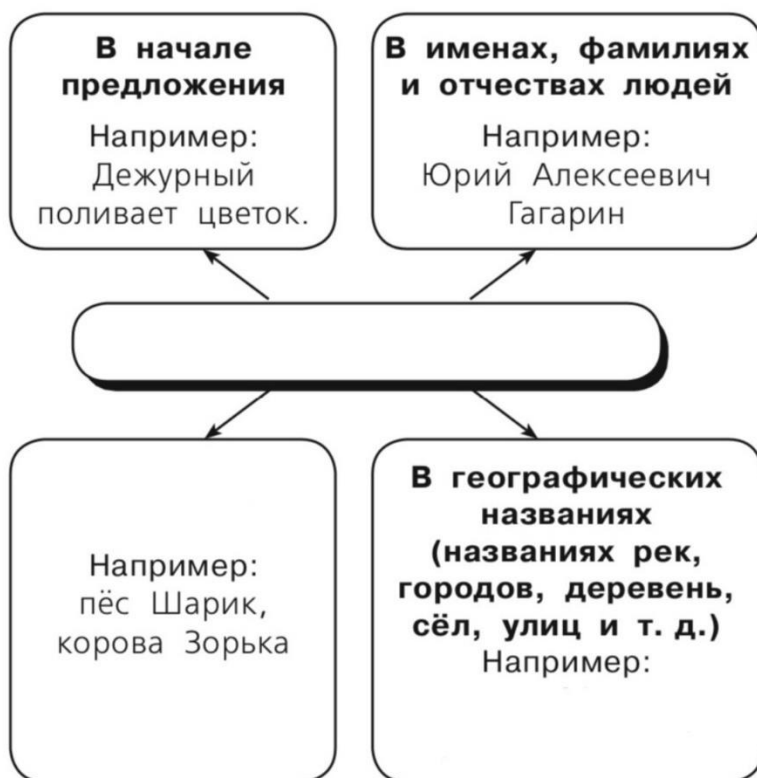 В начале
предложения
Например:
Дежурный
поливает цветок.
В именах, фамилиях
и отчествах людей
Например:
Юрий Алексеевич
Гагарин
Например:
пёс Шарик,
корова Зорька
В географических
названиях
(названиях рек,
городов, деревень,
сёл, улиц и т. д.)
Например: